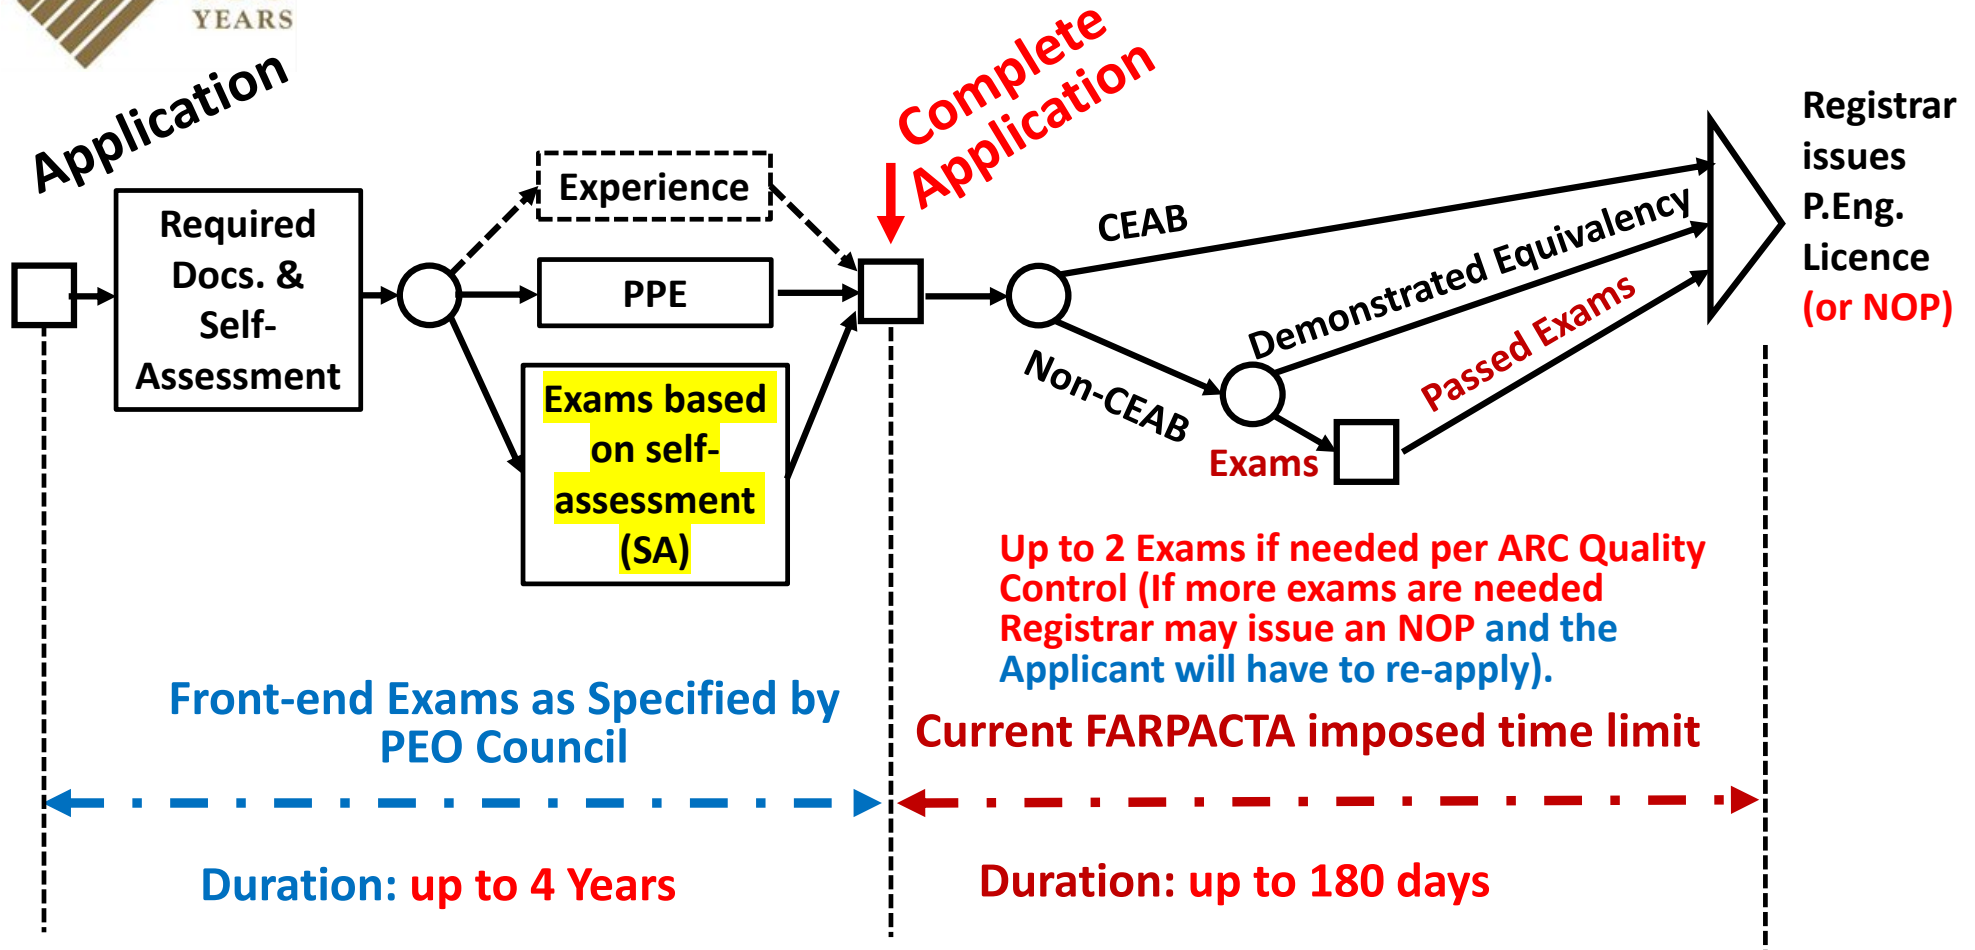 YEARS
Application
Required
Docs. &
Self-
Assessment
Experience
PPE
Exams based
on self-
assessment
(SA)
Complete
Application
CEAB
Non-CEAB
Demonstrated Equivalency
Exams
Passed Exams
Registrar
issues
P.Eng.
Licence
(or NOP)
Up to 2 Exams if needed per ARC Quality
Control (If more exams are needed
Registrar may issue an NOP and the
Applicant will have to re-apply).
Front-end Exams as Specified by
PEO Council
Current FARPACTA imposed time limit
Duration: up to 4 Years
Duration: up to 180 days